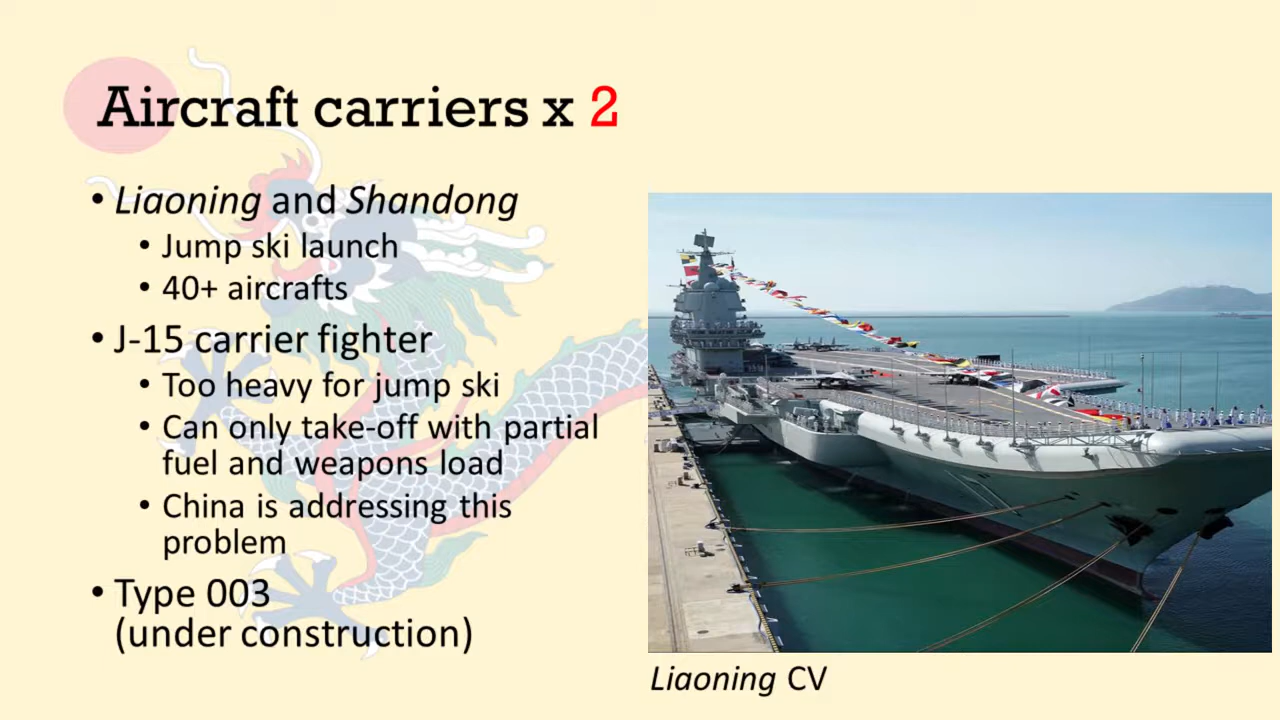 Aircraft carriers x 2
• Liaoning and Shandong
• Jump ski launch
• 40+ aircrafts
• J-15 carrier fighter
• Too heavy for jump ski
• Can only take-off with partial
fuel and weapons load
• China is addressing this
problem
• Type 003
(under construction)
Liaoning CV